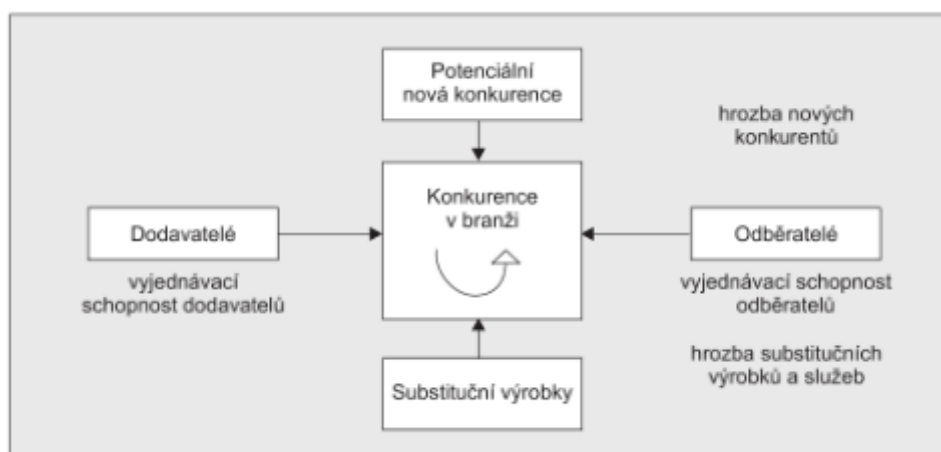 Potenciální
nová konkurence
hrozba nových
konkurentů
Konkurence
v branži
Dodavatelé
Odběratelé
vyjednávací
schopnost dodavatelů
vyjednávací schopnost
odběratelů
hrozba substitučních
výrobků a služeb
Substituční výrobky